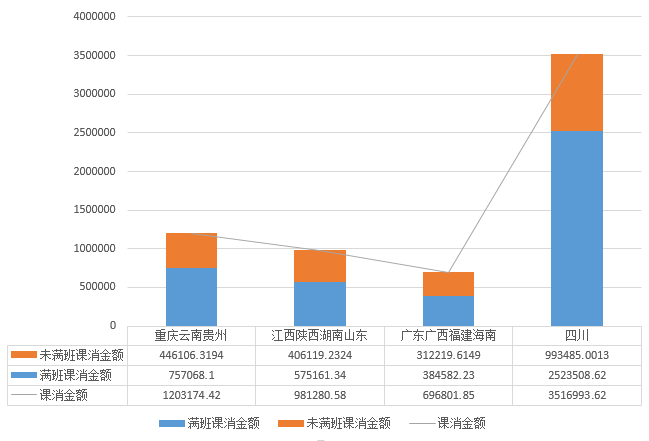 4000000
3500000
3000000
2500000
2000000
1500000
1000000
500000
0
重庆云南贵州 江西陕西湖南山东 广东广西福建海南 四川
未满班课消金额 446106.3194 406119.2324 312219.6149 993485.0013
满班课消金额 757068.1 575161.34 384582.23 2523508.62
课消金额 1203174.42 981280.58 696801.85 3516993.62
满班课消金额 未满班课消金额 课消金额